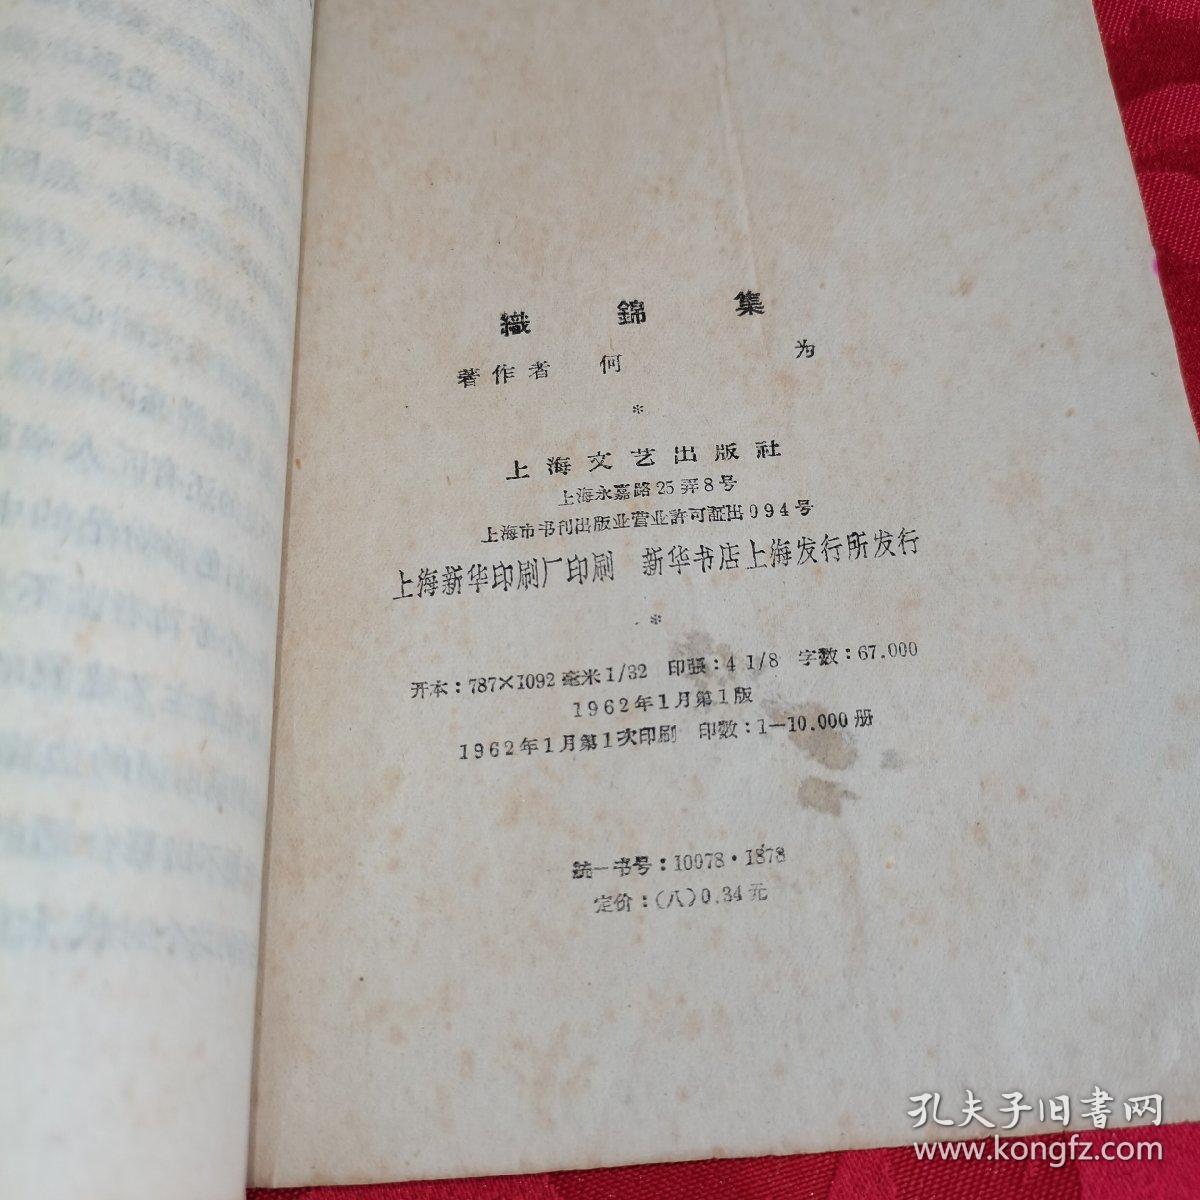 織錦集
著作者 何为
*
上海文艺出版社
上海永嘉路25弄8号
上海市书刊出版业营业許可証出094号
上海新华印刷厂印刷 新华书店上海发行所发行
*
开本：787×1092 毫米 1/32 印張：4 1/8 字数：67.000
1962年1月第1版
1962年1月第1次印刷 印数：1—10.000册
統一书号：10078·1878
定价：(八)0.34元
孔夫子旧書网
www.kongfz.com